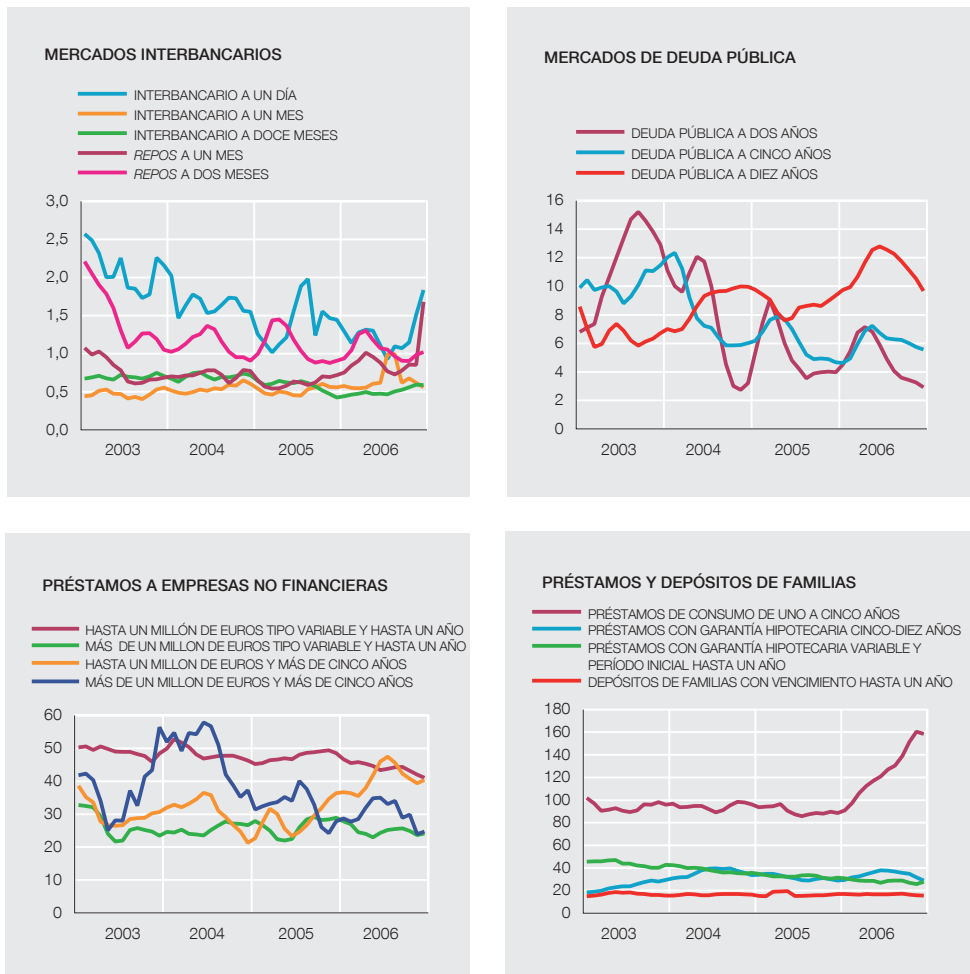 MERCADOS INTERBANCARIOS
INTERBANCARIO A UN DÍA
INTERBANCARIO A UN MES
INTERBANCARIO A DOCE MESES
REPOS A UN MES
REPOS A DOS MESES
3,0
2,5
2,0
1,5
1,0
0,5
0,0
2003 2004 2005 2006
MERCADOS DE DEUDA PÚBLICA
DEUDA PÚBLICA A DOS AÑOS
DEUDA PÚBLICA A CINCO AÑOS
DEUDA PÚBLICA A DIEZ AÑOS
16
14
12
10
8
6
4
2
0
2003 2004 2005 2006
PRÉSTAMOS A EMPRESAS NO FINANCIERAS
HASTA UN MILLÓN DE EUROS TIPO VARIABLE Y HASTA UN AÑO
MÁS DE UN MILLON DE EUROS TIPO VARIABLE Y HASTA UN AÑO
HASTA UN MILLON DE EUROS Y MÁS DE CINCO AÑOS
MÁS DE UN MILLON DE EUROS Y MÁS DE CINCO AÑOS
60
50
40
30
20
10
0
2003 2004 2005 2006
PRÉSTAMOS Y DEPÓSITOS DE FAMILIAS
PRÉSTAMOS DE CONSUMO DE UNO A CINCO AÑOS
PRÉSTAMOS CON GARANTÍA HIPOTECARIA CINCO-DIEZ AÑOS
PRÉSTAMOS CON GARANTÍA HIPOTECARIA VARIABLE Y
PERÍODO INICIAL HASTA UN AÑO
DEPÓSITOS DE FAMILIAS CON VENCIMIENTO HASTA UN AÑO
180
160
140
120
100
80
60
40
20
0
2003 2004 2005 2006